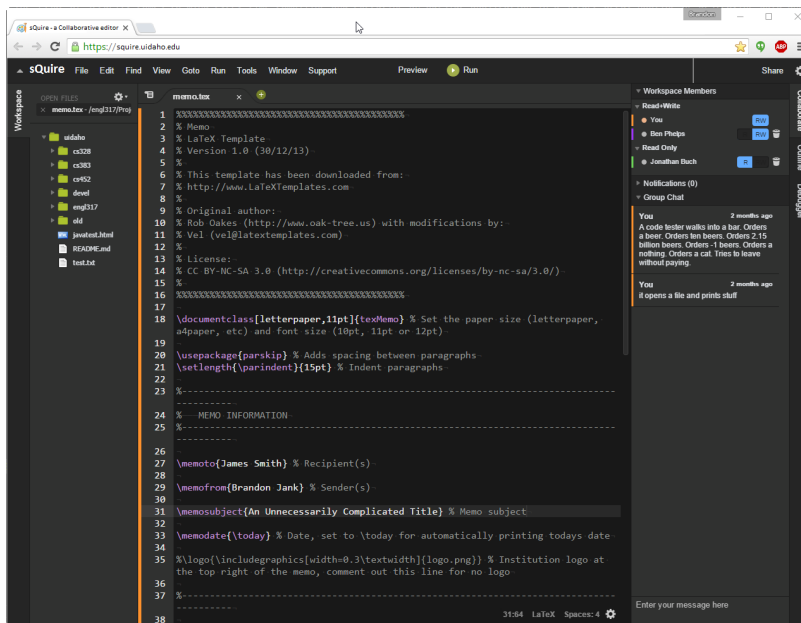 Brandon
sQuire - a Collaborative editor
https://squire.uidaho.edu
ABP
sQuire File Edit Find View Goto Run Tools Window Support Preview Run Share
Workspace
OPEN FILES
memo.tex - /engl317/Proj
uidaho
cs328
cs383
cs452
devel
engl317
old
javatest.html
README.md
test.txt
memo.tex
1 %%%%%%%%%%%%%%%%%%%%%%%%%%%%%%%%%%%%%%%%%
2 % Memo
3 % LaTeX Template
4 % Version 1.0 (30/12/13)
5 %
6 % This template has been downloaded from:
7 % http://www.LaTeXTemplates.com
8 %
9 % Original author:
10 % Rob Oakes (http://www.oak-tree.us) with modifications by:
11 % Vel (vel@latextemplates.com)
12 %
13 % License:
14 % CC BY-NC-SA 3.0 (http://creativecommons.org/licenses/by-nc-sa/3.0/)
15 %
16 %%%%%%%%%%%%%%%%%%%%%%%%%%%%%%%%%%%%%%%%%
17
18 \documentclass[letterpaper,11pt]{texMemo} % Set the paper size (letterpaper,
a4paper, etc) and font size (10pt, 11pt or 12pt)
19
20 \usepackage{parskip} % Adds spacing between paragraphs
21 \setlength{\parindent}{15pt} % Indent paragraphs
22
23 %------------------------------------------------------------------------------
----------
24 % MEMO INFORMATION
25 %------------------------------------------------------------------------------
----------
26
27 \memoto{James Smith} % Recipient(s)
28
29 \memofrom{Brandon Jank} % Sender(s)
30
31 \memosubject{An Unnecessarily Complicated Title} % Memo subject
32
33 \memodate{\today} % Date, set to \today for automatically printing todays date
34
35 %\logo{\includegraphics[width=0.3\textwidth]{logo.png}} % Institution logo at
the top right of the memo, comment out this line for no logo
36
37 %------------------------------------------------------------------------------
----------
38
31:64 LaTeX Spaces: 4
Workspace Members
Read+Write
You RW
Ben Phelps RW
Read Only
Jonathan Buch R
Notifications (0)
Group Chat
You 2 months ago
A code tester walks into a bar. Orders
a beer. Orders ten beers. Orders 2.15
billion beers. Orders -1 beers. Orders a
nothing. Orders a cat. Tries to leave
without paying.
You 2 months ago
it opens a file and prints stuff
Enter your message here
Outline
Debugger